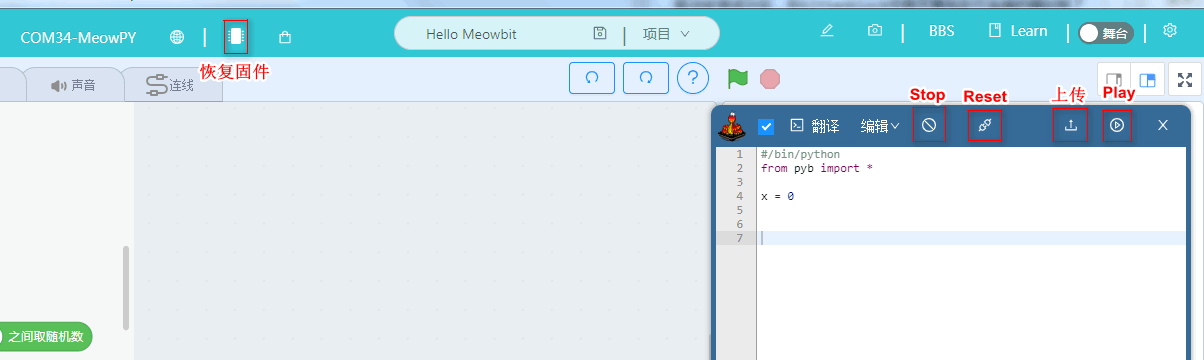 COM34-MeowPY
恢复固件
Hello Meowbit
项目
BBS
Learn
舞台
声音
连线
Stop
Reset
上传
Play
翻译
编辑
1 #/bin/python
2 from pyb import *
3
4 x = 0
5
6
7
之间取随机数